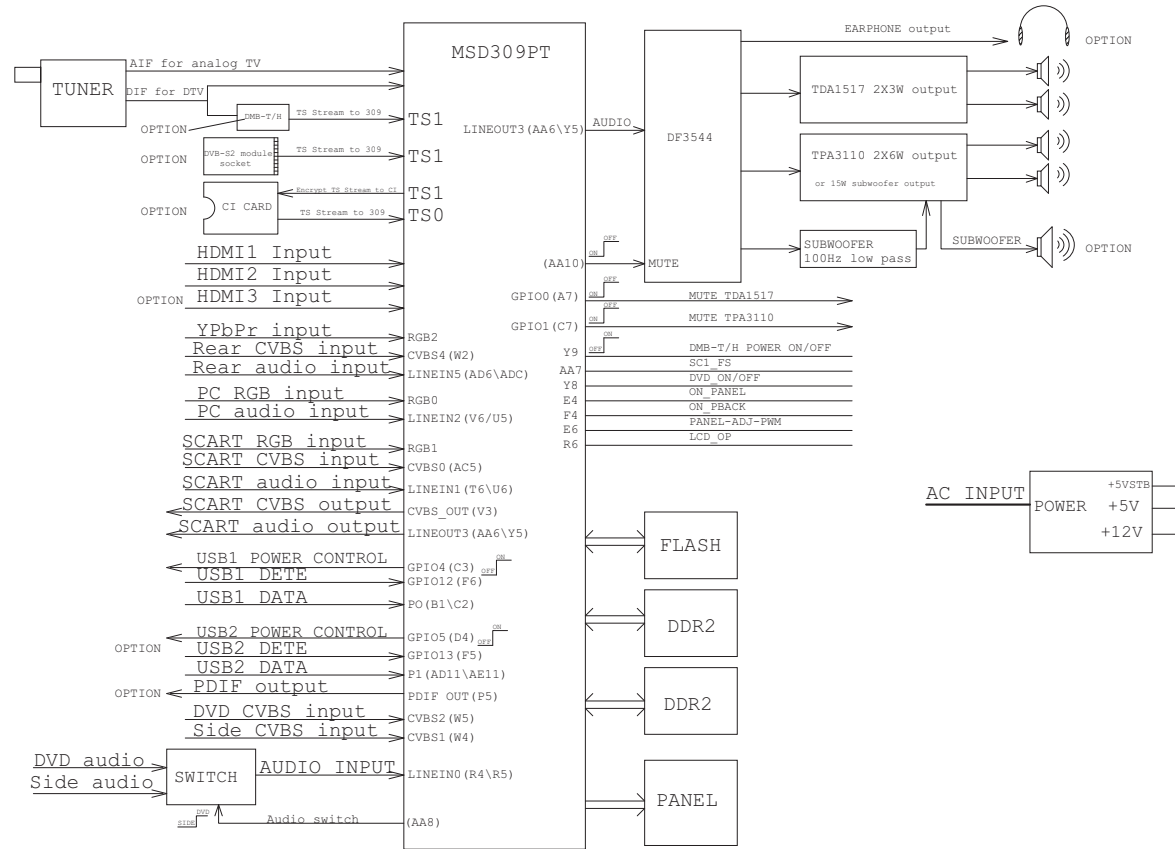 MSD309PT
TUNER
AIF for analog TV
DIF for DTV
DMB-T/H
TS Stream to 309
TS1
OPTION
DVB-S2 module
socket
TS Stream to 309
TS1
OPTION
CI CARD
Encrypt TS Stream to CI
TS1
TS Stream to 309
TS0
OPTION
HDMI1 Input
HDMI2 Input
OPTION HDMI3 Input
YPbPr input
RGB2
Rear CVBS input
CVBS4(W2)
Rear audio input
LINEIN5(AD6\ADC)
PC RGB input
RGB0
PC audio input
LINEIN2(V6/U5)
SCART RGB input
RGB1
SCART CVBS input
CVBS0(AC5)
SCART audio input
LINEIN1(T6\U6)
SCART CVBS output
CVBS_OUT(V3)
SCART audio output
LINEOUT3(AA6\Y5)
USB1 POWER CONTROL
GPIO4(C3)
OFF
ON
USB1 DETE
GPIO12(F6)
USB1 DATA
PO(B1\C2)
USB2 POWER CONTROL
GPIO5(D4)
OFF
ON
OPTION
USB2 DETE
GPIO13(F5)
USB2 DATA
P1(AD11\AE11)
OPTION
PDIF output
PDIF OUT(P5)
DVD CVBS input
CVBS2(W5)
Side CVBS input
CVBS1(W4)
DVD audio
Side audio
SWITCH
AUDIO INPUT
LINEIN0(R4\R5)
SIDE
DVD
Audio switch
(AA8)
LINEOUT3(AA6\Y5)
AUDIO
DF3544
(AA10)
ON
OFF
MUTE
GPIO0(A7)
ON
OFF
MUTE TDA1517
GPIO1(C7)
ON
OFF
MUTE TPA3110
Y9
OFF
ON
DMB-T/H POWER ON/OFF
AA7
SC1_FS
Y8
DVD_ON/OFF
E4
ON_PANEL
F4
ON_PBACK
E6
PANEL-ADJ-PWM
R6
LCD_OP
EARPHONE output
OPTION
TDA1517 2X3W output
TPA3110 2X6W output
or 15W subwoofer output
SUBWOOFER
100Hz low pass
SUBWOOFER
OPTION
FLASH
DDR2
DDR2
PANEL
AC INPUT
POWER
+5VSTB
+5V
+12V